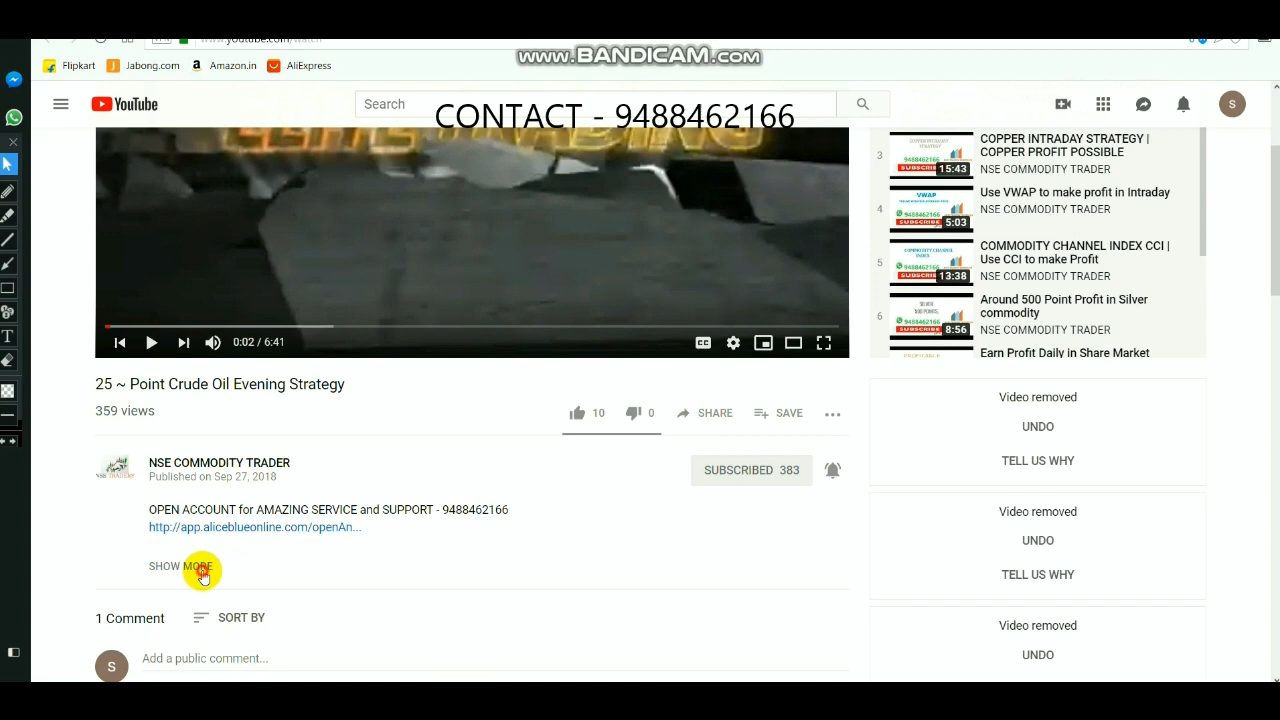 www.BANDICAM.com
Flipkart
Jabong.com
Amazon.in
AliExpress
YouTube
Search
CONTACT - 9488462166
S
3
COPPER INTRADAY STRATEGY |
COPPER PROFIT POSSIBLE
NSE COMMODITY TRADER
15:43
4
VWAP
9488462166
SUBSCRIBE
5:03
Use VWAP to make profit in Intraday
NSE COMMODITY TRADER
5
COMMODITY CHANNEL INDEX CCI |
Use CCI to make Profit
NSE COMMODITY TRADER
13:38
6
Around 500 Point Profit in Silver
commodity
NSE COMMODITY TRADER
9488462166
SUBSCRIBE
8:56
Earn Profit Daily in Share Market
0:02 / 6:41
CC
25 ~ Point Crude Oil Evening Strategy
359 views
10
0
SHARE
SAVE
NSE COMMODITY TRADER
Published on Sep 27, 2018
SUBSCRIBED 383
OPEN ACCOUNT for AMAZING SERVICE and SUPPORT - 9488462166
http://app.aliceblueonline.com/openAn...
SHOW MORE
1 Comment
SORT BY
S
Add a public comment...
Video removed
UNDO
TELL US WHY
Video removed
UNDO
TELL US WHY
Video removed
UNDO